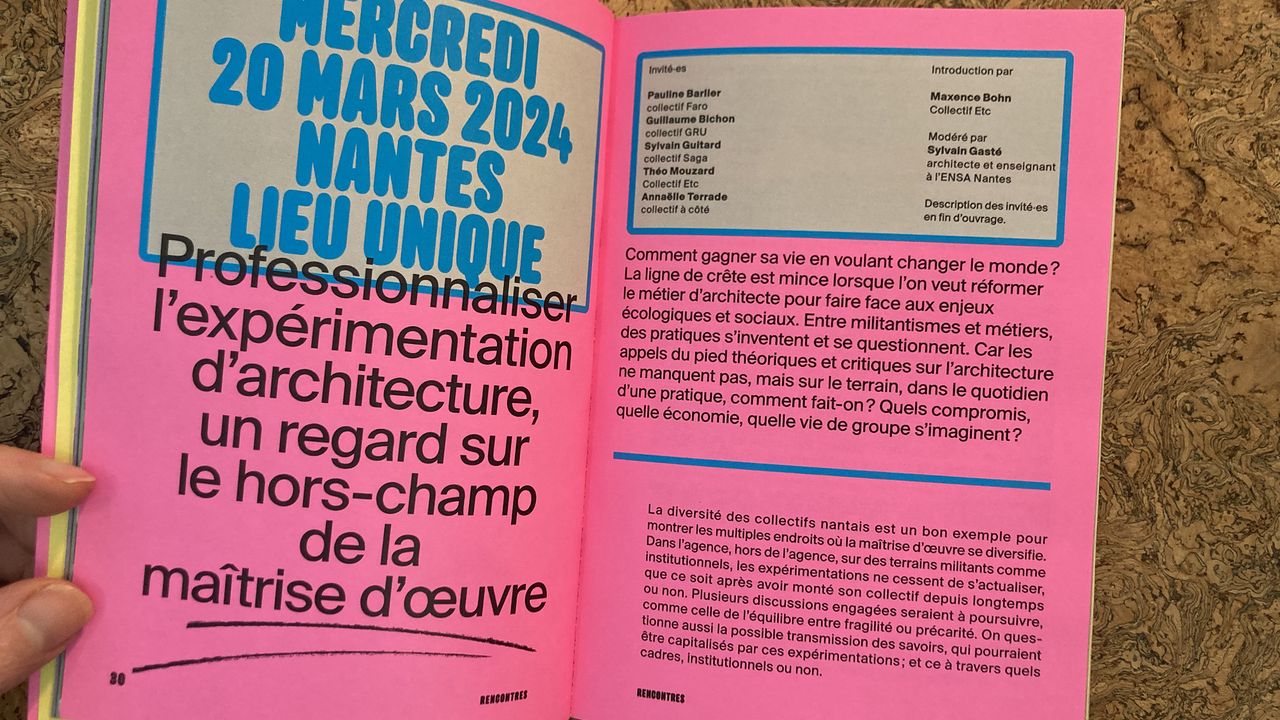 MERCREDI
20 MARS 2024
NANTES
LIEU UNIQUE
Professionnaliser
l'expérimentation
d'architecture,
un regard sur
le hors-champ
de la
maîtrise d'œuvre
30
RENCONTRES
Invité·es
Pauline Barlier
collectif Faro
Guillaume Bichon
collectif GRU
Sylvain Guitard
collectif Saga
Théo Mouzard
Collectif Etc
Annaëlle Terrade
collectif à côté
Introduction par
Maxence Bohn
Collectif Etc
Modéré par
Sylvain Gasté
architecte et enseignant
à l'ENSA Nantes
Description des invité·es
en fin d'ouvrage.
Comment gagner sa vie en voulant changer le monde ?
La ligne de crête est mince lorsque l'on veut réformer
le métier d'architecte pour faire face aux enjeux
écologiques et sociaux. Entre militantismes et métiers,
des pratiques s'inventent et se questionnent. Car les
appels du pied théoriques et critiques sur l'architecture
ne manquent pas, mais sur le terrain, dans le quotidien
d'une pratique, comment fait-on ? Quels compromis,
quelle économie, quelle vie de groupe s'imaginent ?
La diversité des collectifs nantais est un bon exemple pour
montrer les multiples endroits où la maîtrise d'œuvre se diversifie.
Dans l'agence, hors de l'agence, sur des terrains militants comme
institutionnels, les expérimentations ne cessent de s'actualiser,
que ce soit après avoir monté son collectif depuis longtemps
ou non. Plusieurs discussions engagées seraient à poursuivre,
comme celle de l'équilibre entre fragilité ou précarité. On ques-
tionne aussi la possible transmission des savoirs, qui pourraient
être capitalisés par ces expérimentations ; et ce à travers quels
cadres, institutionnels ou non.
RENCONTRES